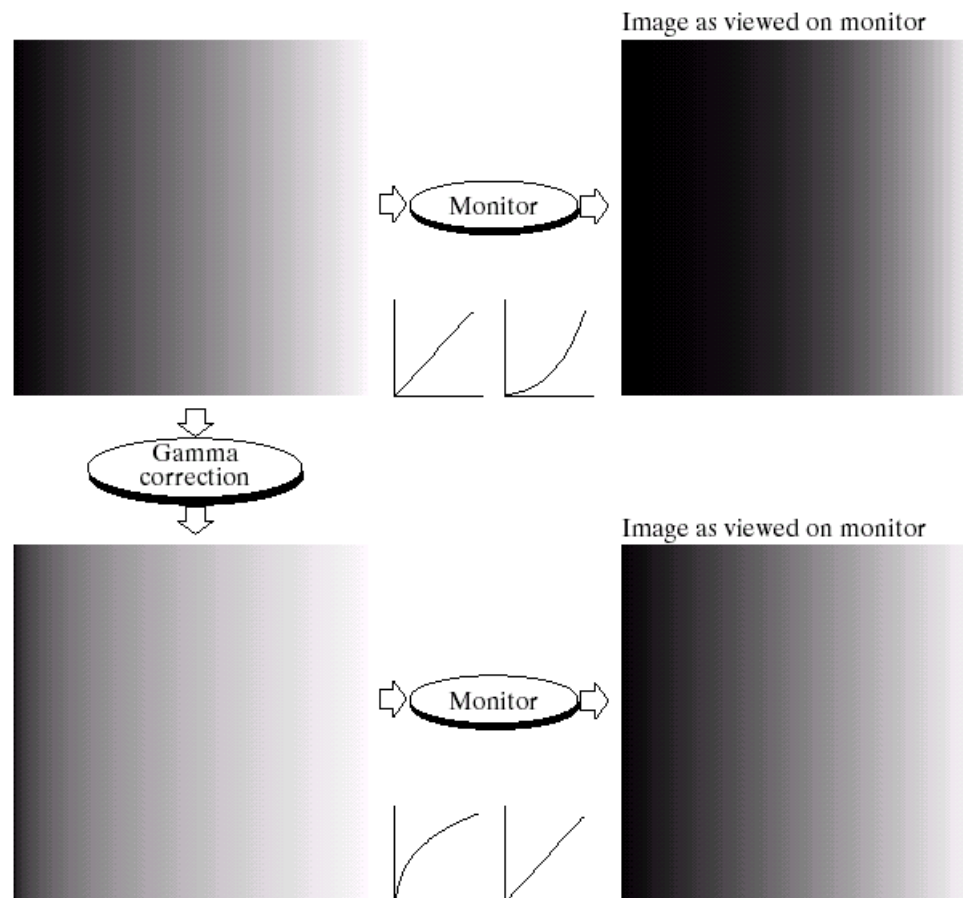 Image as viewed on monitor
Monitor
Gamma
correction
Image as viewed on monitor
Monitor